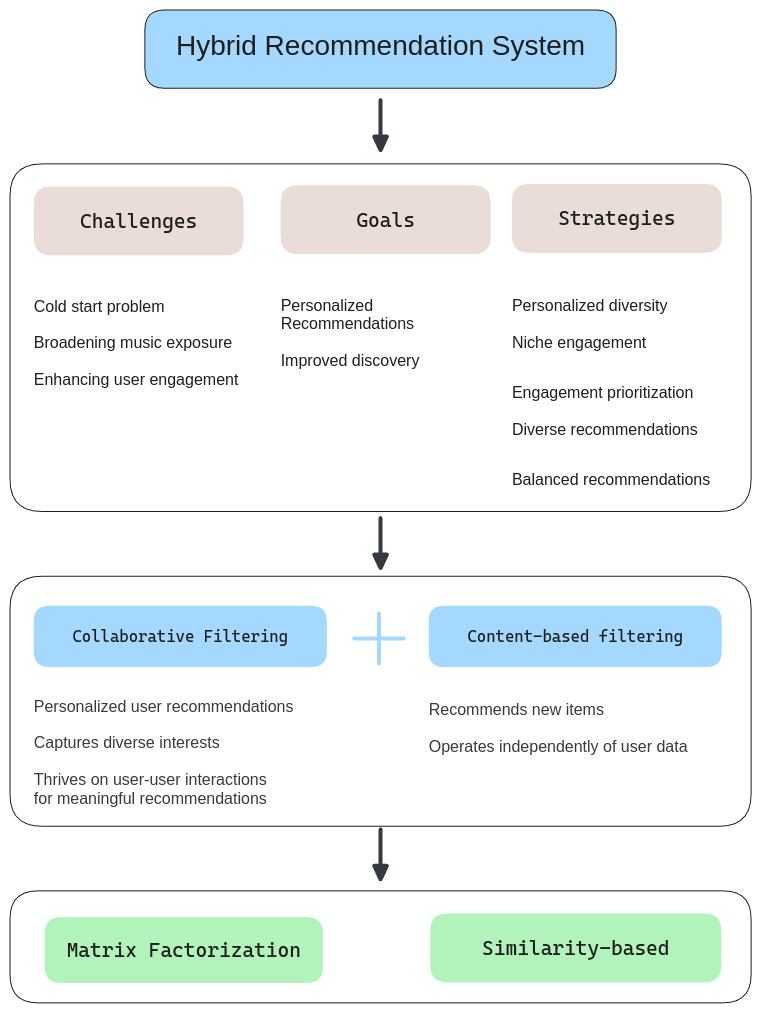 Hybrid Recommendation System
Challenges
Cold start problem
Broadening music exposure
Enhancing user engagement
Goals
Personalized
Recommendations
Improved discovery
Strategies
Personalized diversity
Niche engagement
Engagement prioritization
Diverse recommendations
Balanced recommendations
Collaborative Filtering
Personalized user recommendations
Captures diverse interests
Thrives on user-user interactions
for meaningful recommendations
Content-based filtering
Recommends new items
Operates independently of user data
Matrix Factorization
Similarity-based